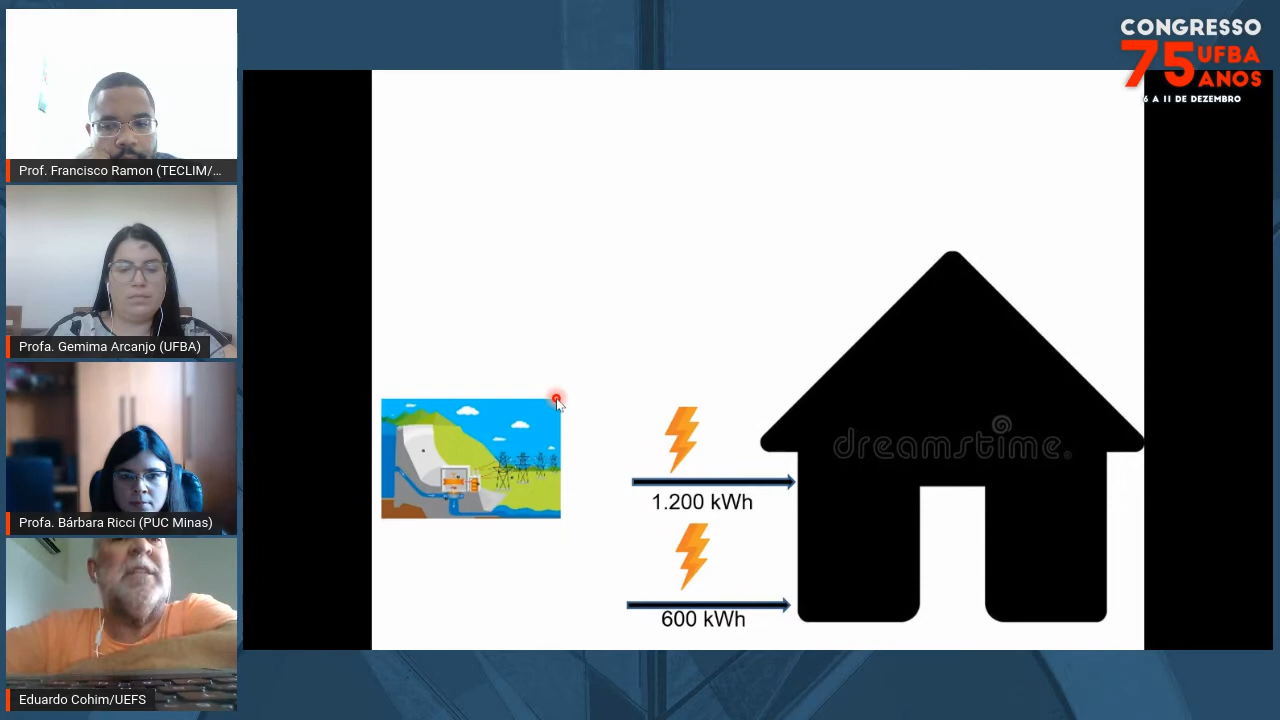 CONGRESSO
75 UFBA
ANOS
6 A 11 DE DEZEMBRO
Prof. Francisco Ramon (TECLIM/...
Profa. Gemima Arcanjo (UFBA)
Profa. Bárbara Ricci (PUC Minas)
Eduardo Cohim/UEFS
dreamstime®
1.200 kWh
600 kWh